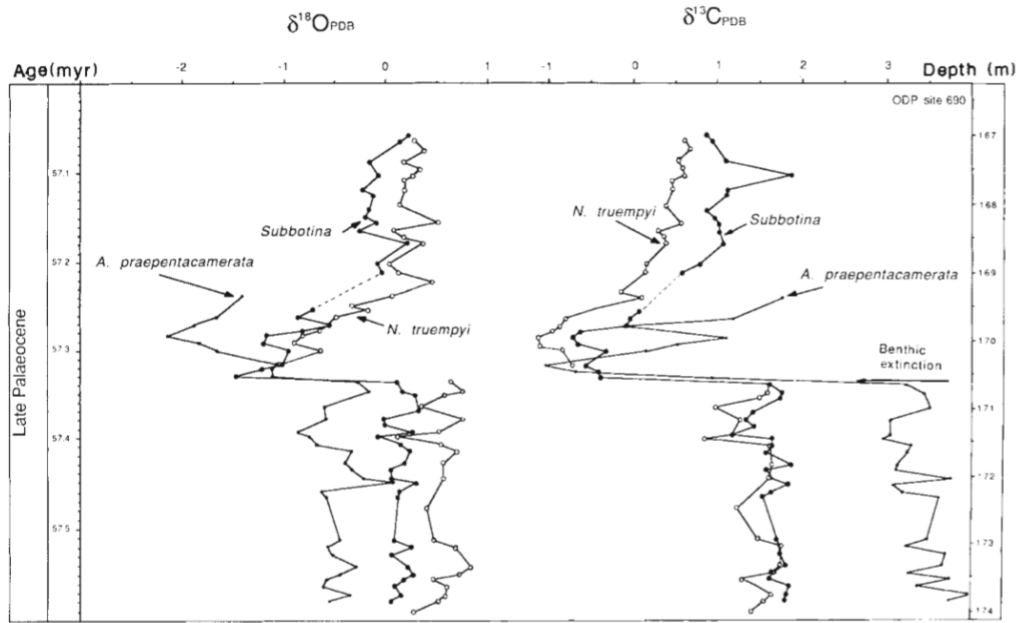 δ18OPDB δ13CPDB
Age(myr) -2 -1 0 1 -1 0 1 2 3 Depth (m)
ODP site 690
167
57.1
168
N. truempyi
Subbotina
Subbotina
A. praepentacamerata
57.2
169
A. praepentacamerata
N. truempyi
57.3
170
Benthic
extinction
171
57.4
172
57.5
173
174
Late Palaeocene